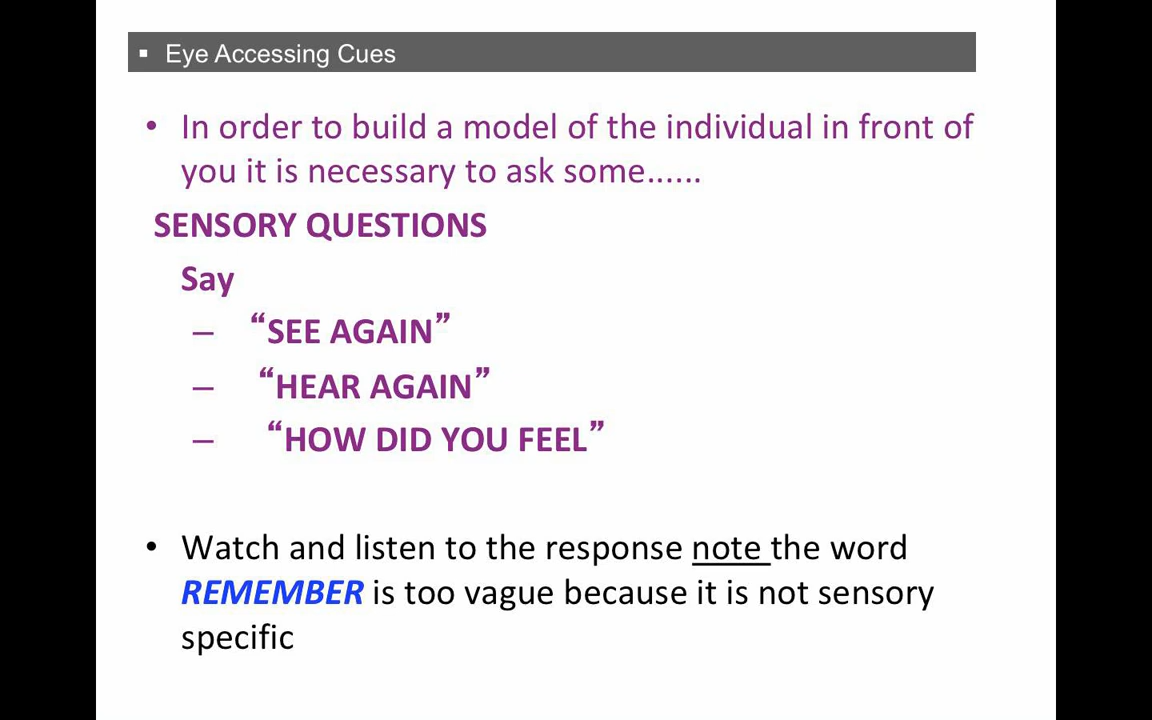 ▪ Eye Accessing Cues
• In order to build a model of the individual in front of
you it is necessary to ask some......
SENSORY QUESTIONS
Say
– “SEE AGAIN”
– “HEAR AGAIN”
– “HOW DID YOU FEEL”
• Watch and listen to the response note the word
REMEMBER is too vague because it is not sensory
specific